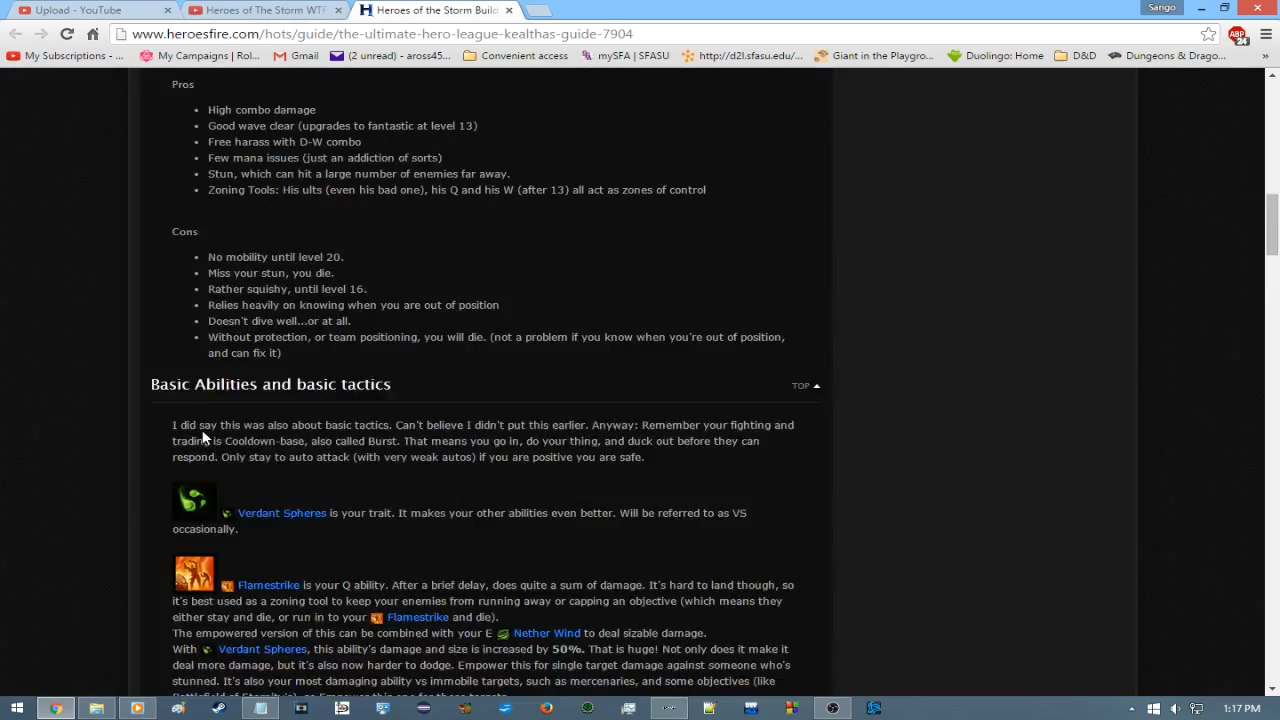 Upload - YouTube
Heroes of The Storm WTF
Heroes of the Storm Build
Sango
www.heroesfire.com/hots/guide/the-ultimate-hero-league-kealthas-guide-7904
My Subscriptions - ...
My Campaigns | Rol...
Gmail
(2 unread) - aross45...
Convenient access
mySFA | SFASU
http://d2l.sfasu.edu/...
Giant in the Playgro...
Duolingo: Home
D&D
Dungeons & Drago...
Pros
• High combo damage
• Good wave clear (upgrades to fantastic at level 13)
• Free harass with D-W combo
• Few mana issues (just an addiction of sorts)
• Stun, which can hit a large number of enemies far away.
• Zoning Tools: His ults (even his bad one), his Q and his W (after 13) all act as zones of control
Cons
• No mobility until level 20.
• Miss your stun, you die.
• Rather squishy, until level 16.
• Relies heavily on knowing when you are out of position
• Doesn't dive well...or at all.
• Without protection, or team positioning, you will die. (not a problem if you know when you're out of position,
and can fix it)
Basic Abilities and basic tactics
TOP
I did say this was also about basic tactics. Can't believe I didn't put this earlier. Anyway: Remember your fighting and
trading is Cooldown-base, also called Burst. That means you go in, do your thing, and duck out before they can
respond. Only stay to auto attack (with very weak autos) if you are positive you are safe.
Verdant Spheres is your trait. It makes your other abilities even better. Will be referred to as VS
occasionally.
Flamestrike is your Q ability. After a brief delay, does quite a sum of damage. It's hard to land though, so
it's best used as a zoning tool to keep your enemies from running away or capping an objective (which means they
either stay and die, or run in to your Flamestrike and die).
The empowered version of this can be combined with your E Nether Wind to deal sizable damage.
With Verdant Spheres, this ability's damage and size is increased by 50%. That is huge! Not only does it make it
deal more damage, but it's also now harder to dodge. Empower this for single target damage against someone who's
stunned. It's also your most damaging ability vs immobile targets, such as mercenaries, and some objectives (like
Battlefield of Eternity), so Empower this one for those targets.
1:17 PM